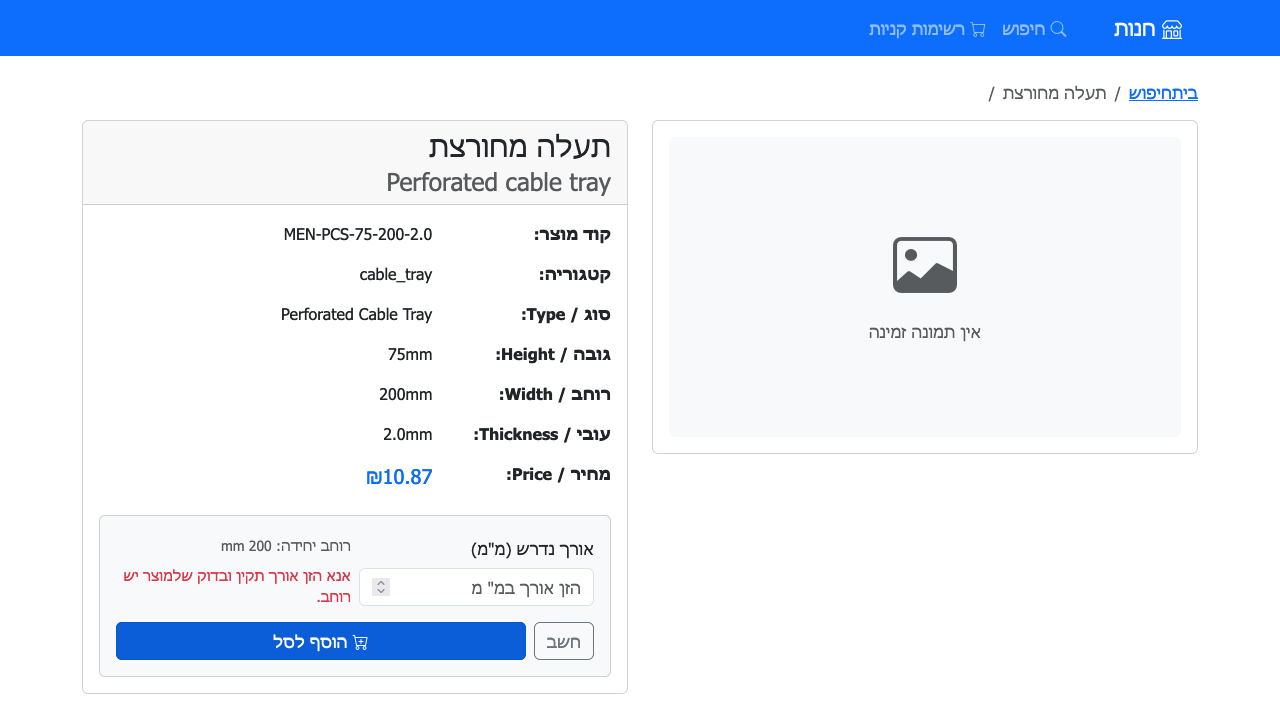 חנות
חיפוש
רשימות קניות
ביתחיפוש / תעלה מחורצת /
אין תמונה זמינה
תעלה מחורצת
Perforated cable tray
קוד מוצר: MEN-PCS-75-200-2.0
קטגוריה: cable_tray
סוג / Type: Perforated Cable Tray
גובה / Height: 75mm
רוחב / Width: 200mm
עובי / Thickness: 2.0mm
מחיר / Price: ₪10.87
אורך נדרש (מ"מ)
הזן אורך במ" מ
רוחב יחידה: 200 mm
אנא הזן אורך תקין ובדוק שלמוצר יש
רוחב.
חשב
הוסף לסל